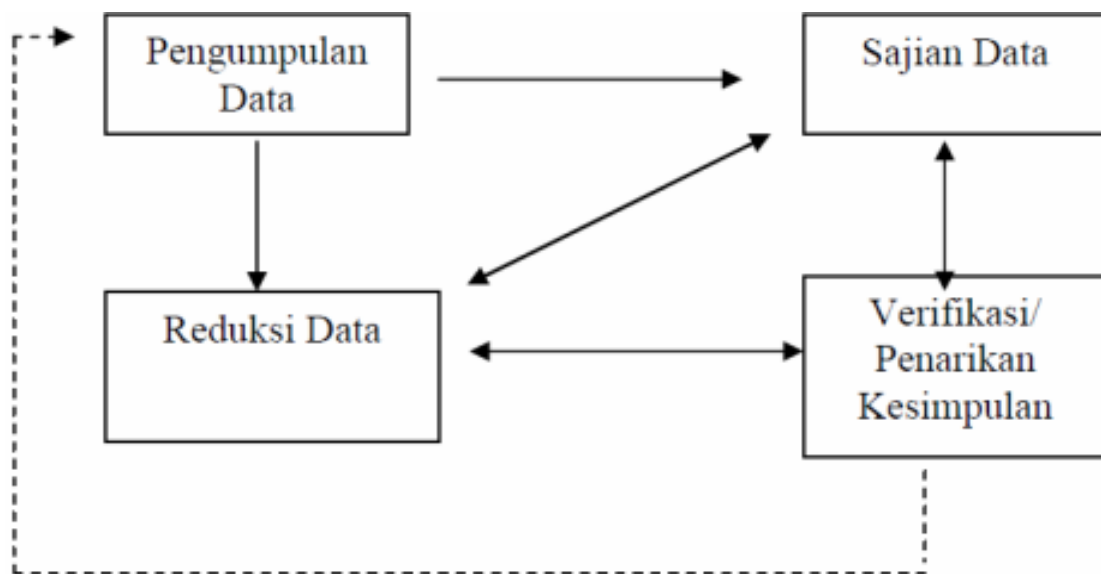 Pengumpulan
Data
Sajian Data
Reduksi Data
Verifikasi/
Penarikan
Kesimpulan